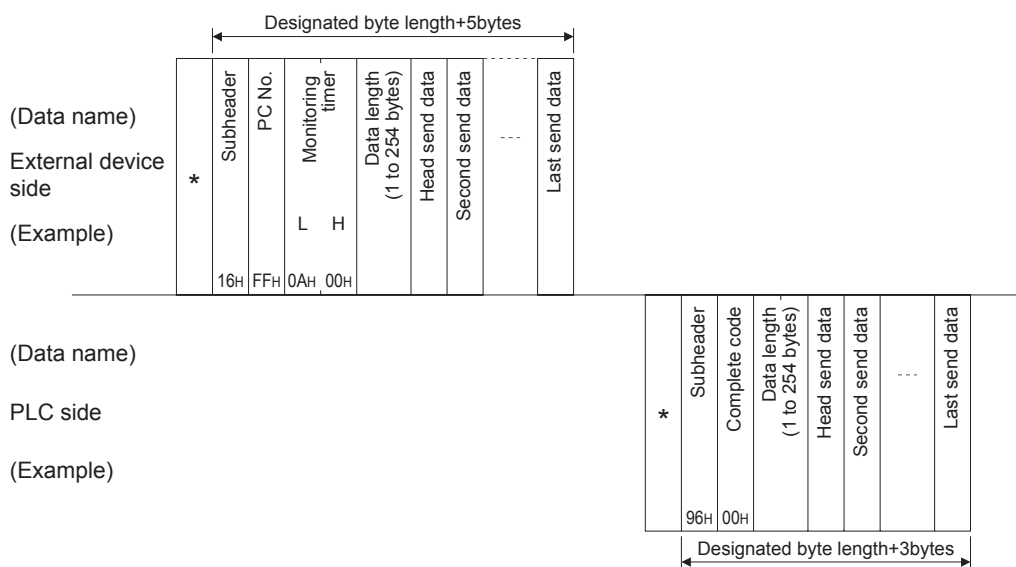 Designated byte length+5bytes
(Data name)
External device
side
(Example)
*
Subheader
16H
PC No.
FFH
Monitoring
timer
L H
0AH 00H
Data length
(1 to 254 bytes)
Head send data
Second send data
Last send data
(Data name)
PLC side
(Example)
*
Subheader
96H
Complete code
00H
Data length
(1 to 254 bytes)
Head send data
Second send data
Last send data
Designated byte length+3bytes